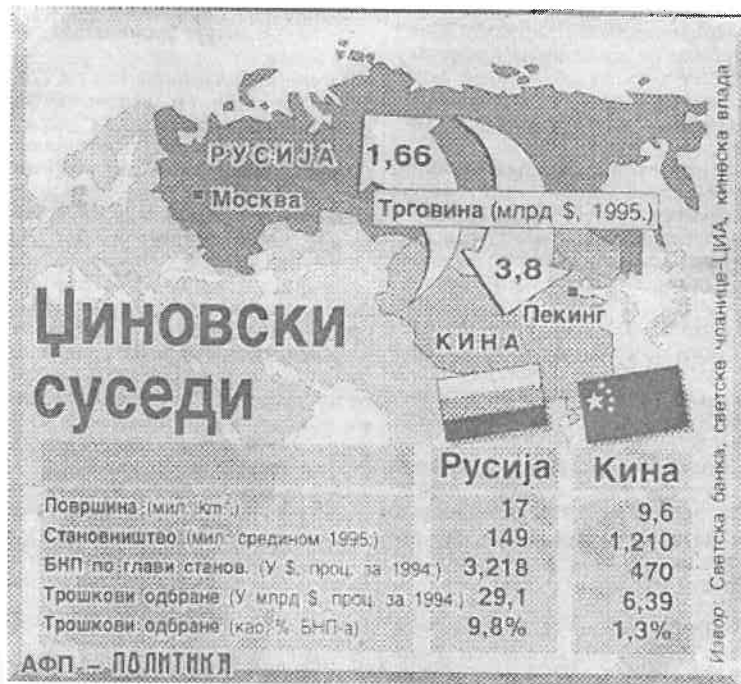 РУСИЈА
Москва
1,66
Трговина (млрд $, 1995.)
3,8
Пекинг
КИНА
Џиновски
суседи
Русија Кина
Површина (мил. km²) 17 9,6
Становништво (мил. средином 1995.) 149 1,210
БНП по глави станов. (У $, проц. за 1994.) 3,218 470
Трошкови одбране (У млрд $, проц. за 1994.) 29,1 6,39
Трошкови одбране (као % БНП-а) 9,8% 1,3%
АФП – ПОЛИТИКА
Извор: Светска банка, светске чланице-ЦИА, кинеска влада